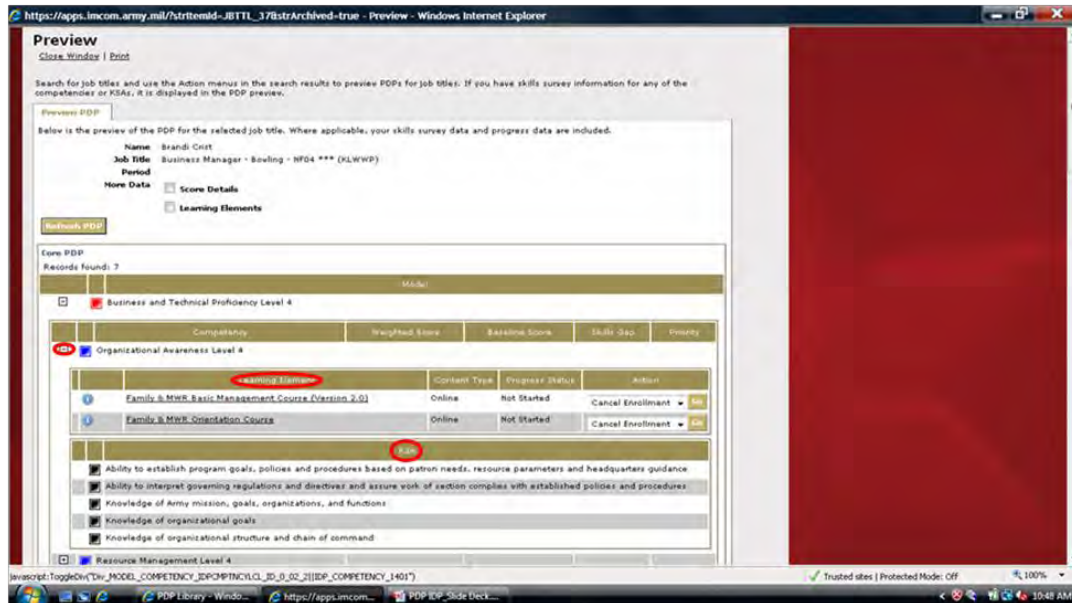 https://apps.imcom.army.mil/?strItemId=JBTTL_37&strArchived=true - Preview - Windows Internet Explorer
Preview
Close Window | Print
Search for job titles and use the Action menus in the search results to preview PDPs for job titles. If you have skills survey information for any of the
competencies or KSAs, it is displayed in the PDP preview.
Preview PDP
Below is the preview of the PDP for the selected job title. Where applicable, your skills survey data and progress data are included.
Name Brandi Crist
Job Title Business Manager - Bowling - NF04 *** (KLWWP)
Period
More Data Score Details
Learning Elements
Refresh PDP
Core PDP
Records found: 7
Model
Business and Technical Proficiency Level 4
Competency Weighted Score Baseline Score Skills Gap Priority
Organizational Awareness Level 4
Learning Element Content Type Progress Status Action
Family & MWR Basic Management Course (Version 2.0) Online Not Started Cancel Enrollment Go
Family & MWR Orientation Course Online Not Started Cancel Enrollment Go
KSA
Ability to establish program goals, policies and procedures based on patron needs, resource parameters and headquarters guidance
Ability to interpret governing regulations and directives and assure work of section complies with established policies and procedures
Knowledge of Army mission, goals, organizations, and functions
Knowledge of organizational goals
Knowledge of organizational structure and chain of command
Resource Management Level 4
javascript:ToggleDiv("Div_MODEL_COMPETENCY_IDPCMPTNCYLCL_ID_0_02_2||IDP_COMPETENCY_1401") Trusted sites | Protected Mode: Off 100%
PDP Library - Windo... https://apps.imcom... PDP IDP_Slide Deck.... 10:48 AM